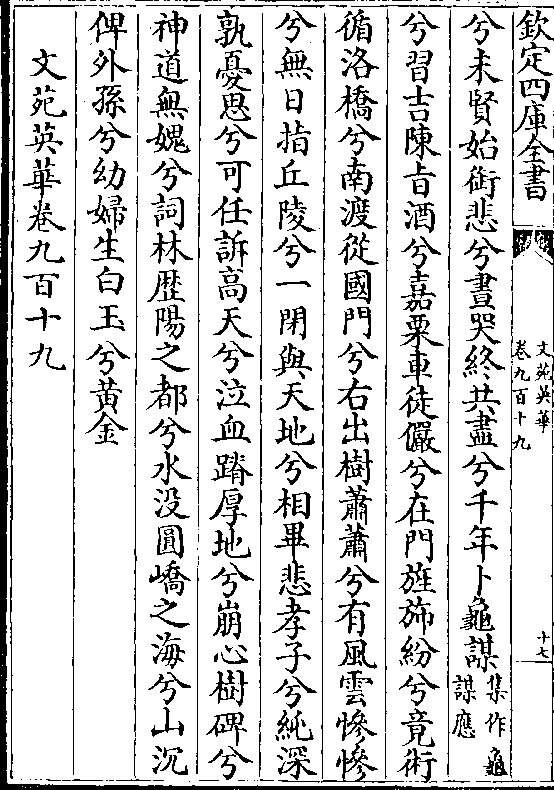 欽定四庫全書
文苑英華
卷九百十九
十七
兮未賢始銜悲兮晝哭終共盡兮千年卜龜謀集作龜謀應
兮習吉陳旨酒兮嘉栗車徒儼兮在門旌斾紛兮竟術
循洛橋兮南渡從國門兮右出樹蕭蕭兮有風雲慘慘
兮無日指丘陵兮一閉與天地兮相畢悲孝子兮純深
孰憂思兮可任訴高天兮泣血蹐厚地兮崩心樹碑兮
神道無媿兮詞林歴陽之都兮水没圓嶠之海兮山沉
俾外孫兮幼婦生白玉兮黃金
文苑英華卷九百十九